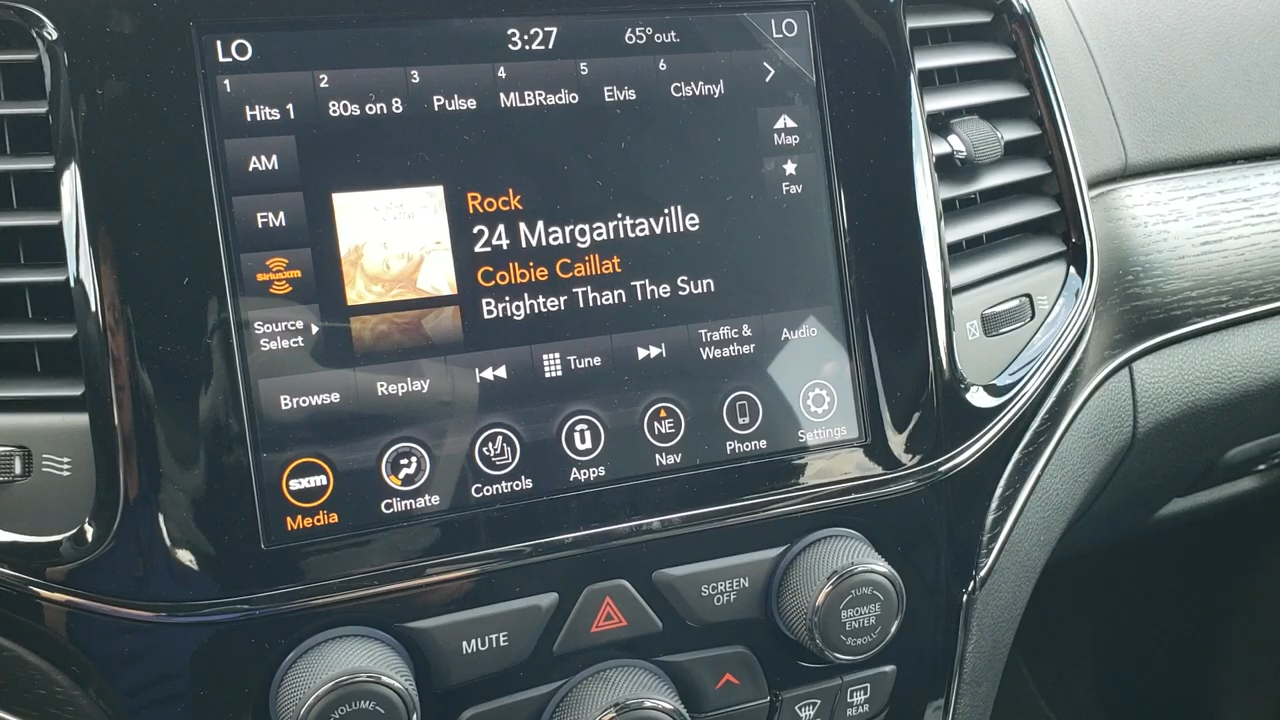 LO
3:27
65° out.
LO
1 Hits 1
2 80s on 8
3 Pulse
4 MLBRadio
5 Elvis
6 ClsVinyl
Map
Fav
AM
FM
siriusxm
Source
Select
Rock
24 Margaritaville
Colbie Caillat
Brighter Than The Sun
Browse
Replay
Tune
Traffic &
Weather
Audio
sxm
Media
Climate
Controls
Apps
NE
Nav
Phone
Settings
MUTE
SCREEN
OFF
TUNE
BROWSE
ENTER
SCROLL
VOLUME
REAR